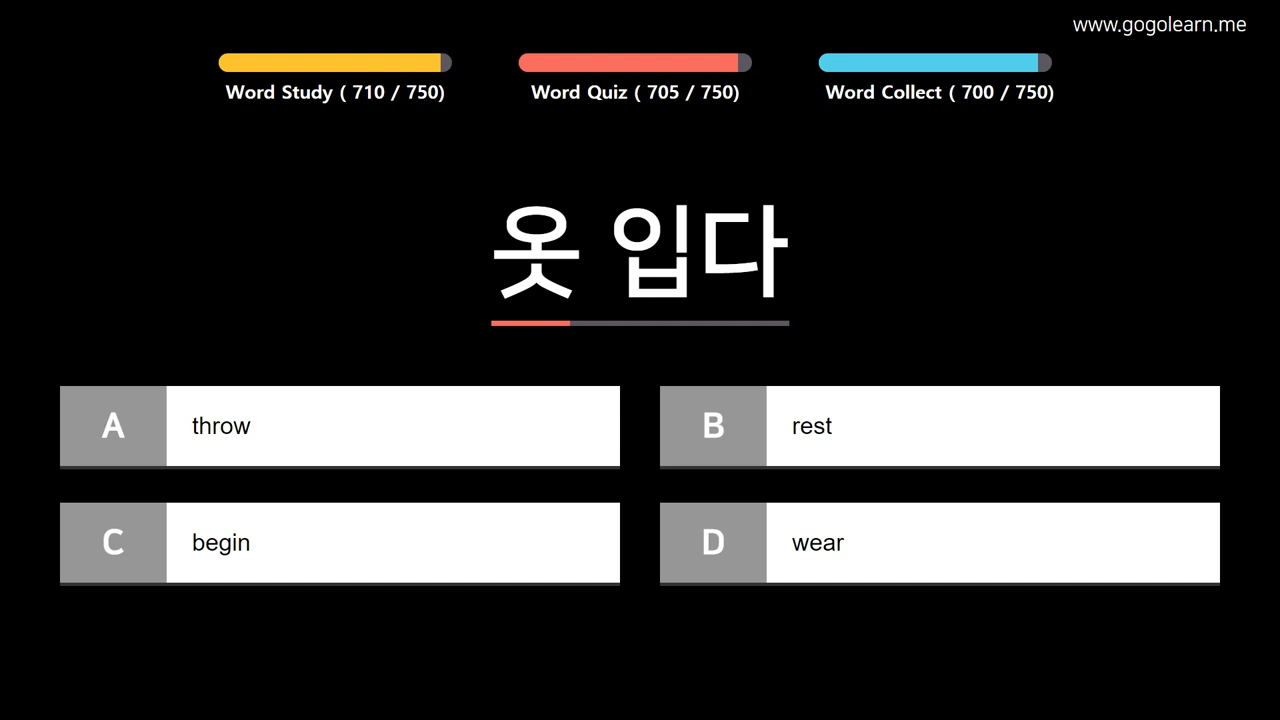 www.gogolearn.me
Word Study ( 710 / 750)
Word Quiz ( 705 / 750)
Word Collect ( 700 / 750)
옷 입다
A throw
B rest
C begin
D wear